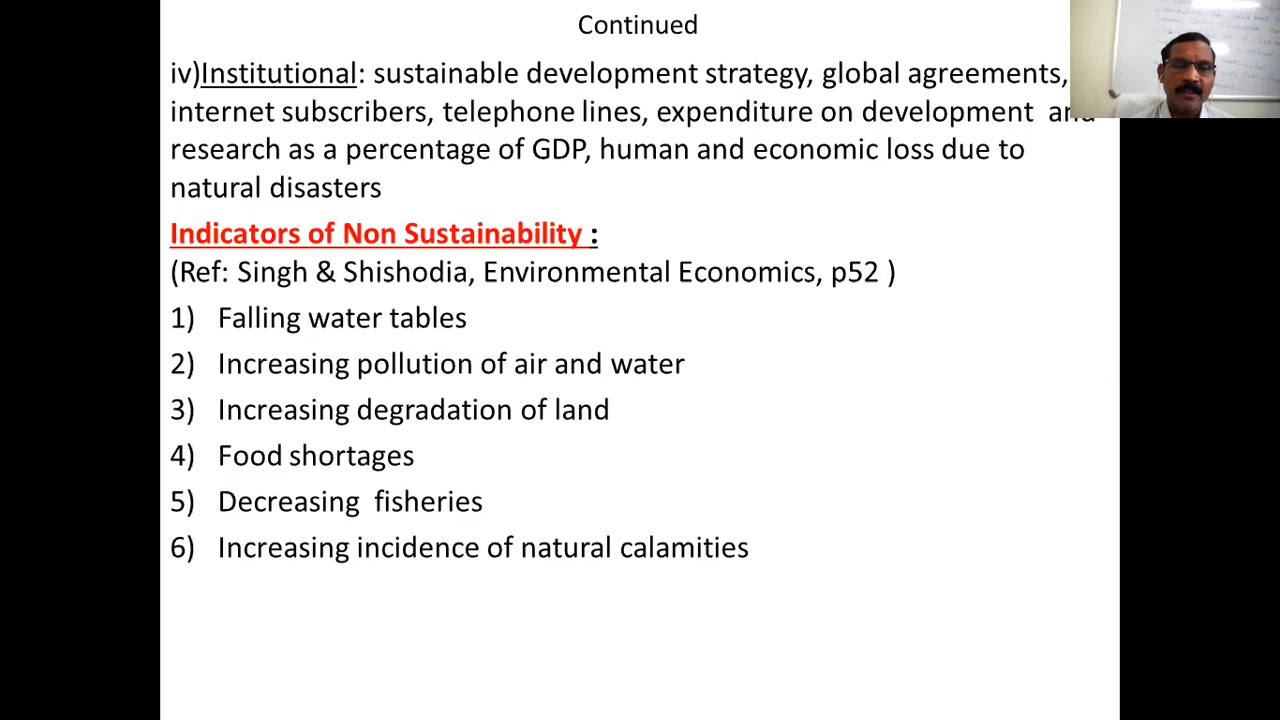 Continued
iv)Institutional: sustainable development strategy, global agreements,
internet subscribers, telephone lines, expenditure on development and
research as a percentage of GDP, human and economic loss due to
natural disasters
Indicators of Non Sustainability :
(Ref: Singh & Shishodia, Environmental Economics, p52 )
1) Falling water tables
2) Increasing pollution of air and water
3) Increasing degradation of land
4) Food shortages
5) Decreasing fisheries
6) Increasing incidence of natural calamities